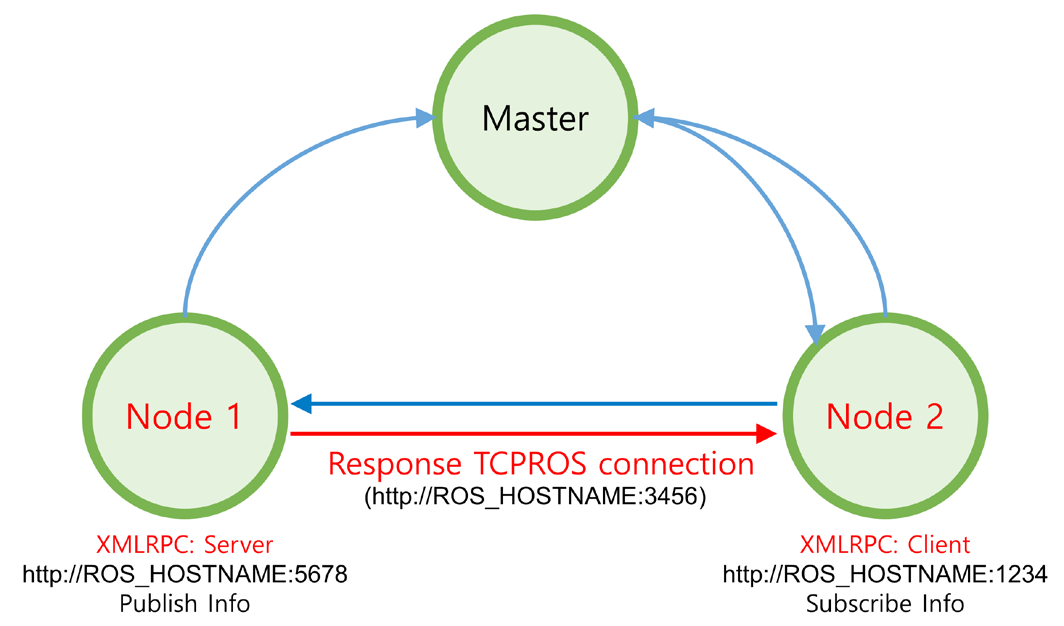 Master
Node 1
Node 2
Response TCPROS connection
(http://ROS_HOSTNAME:3456)
XMLRPC: Server
http://ROS_HOSTNAME:5678
Publish Info
XMLRPC: Client
http://ROS_HOSTNAME:1234
Subscribe Info